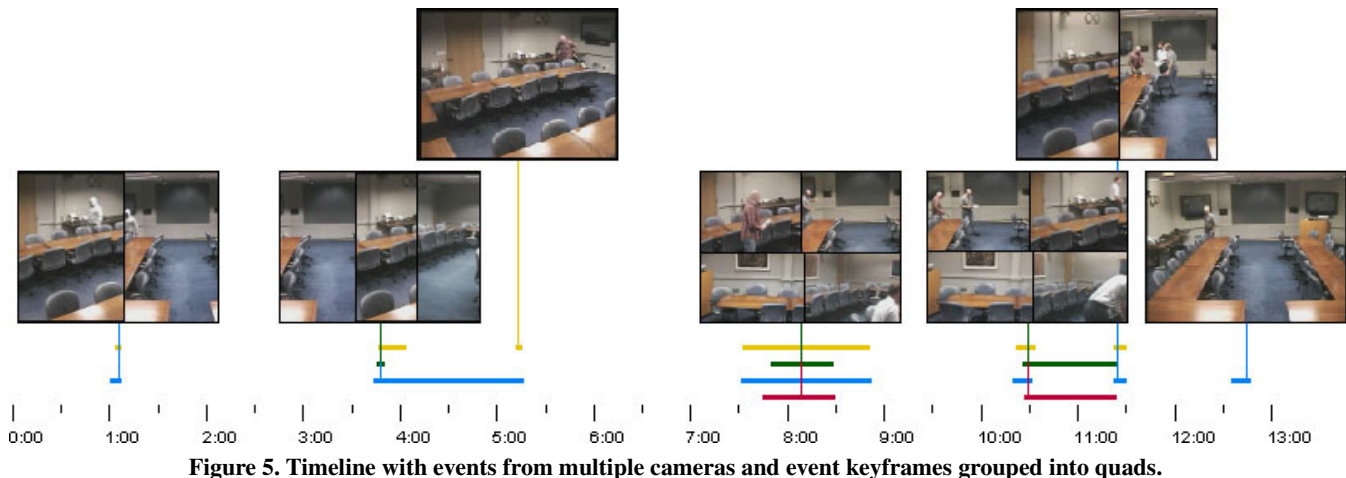 0:00 1:00 2:00 3:00 4:00 5:00 6:00 7:00 8:00 9:00 10:00 11:00 12:00 13:00
Figure 5. Timeline with events from multiple cameras and event keyframes grouped into quads.